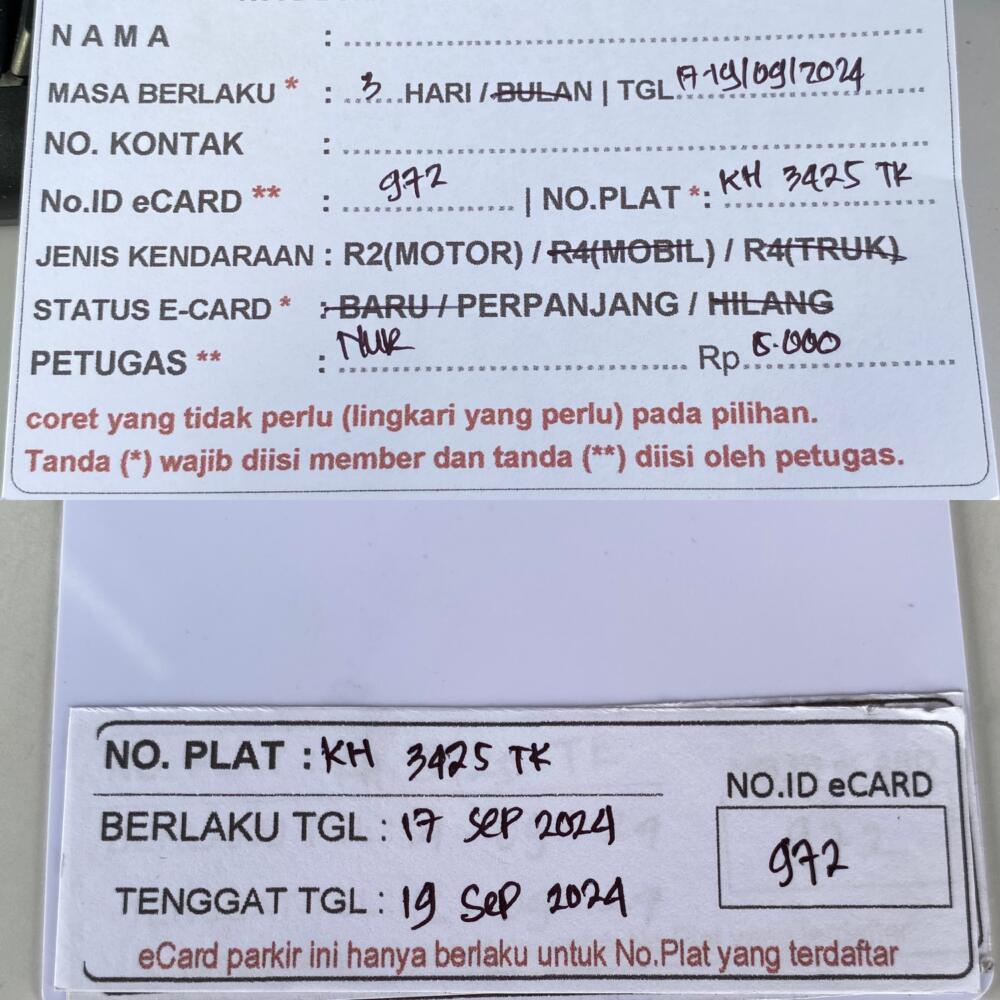 N A M A :
MASA BERLAKU * : 3 HARI / BULAN | TGL 17-19/09/2024
NO. KONTAK :
No.ID eCARD ** : 972 | NO.PLAT *: KH 3425 TK
JENIS KENDARAAN : R2(MOTOR) / R4(MOBIL) / R4(TRUK)
STATUS E-CARD * : BARU / PERPANJANG / HILANG
PETUGAS ** : NUR Rp 5.000
coret yang tidak perlu (lingkari yang perlu) pada pilihan.
Tanda (*) wajib diisi member dan tanda (**) diisi oleh petugas.
NO. PLAT : KH 3425 TK
NO.ID eCARD
972
BERLAKU TGL : 17 SEP 2024
TENGGAT TGL : 19 SEP 2024
eCard parkir ini hanya berlaku untuk No.Plat yang terdaftar